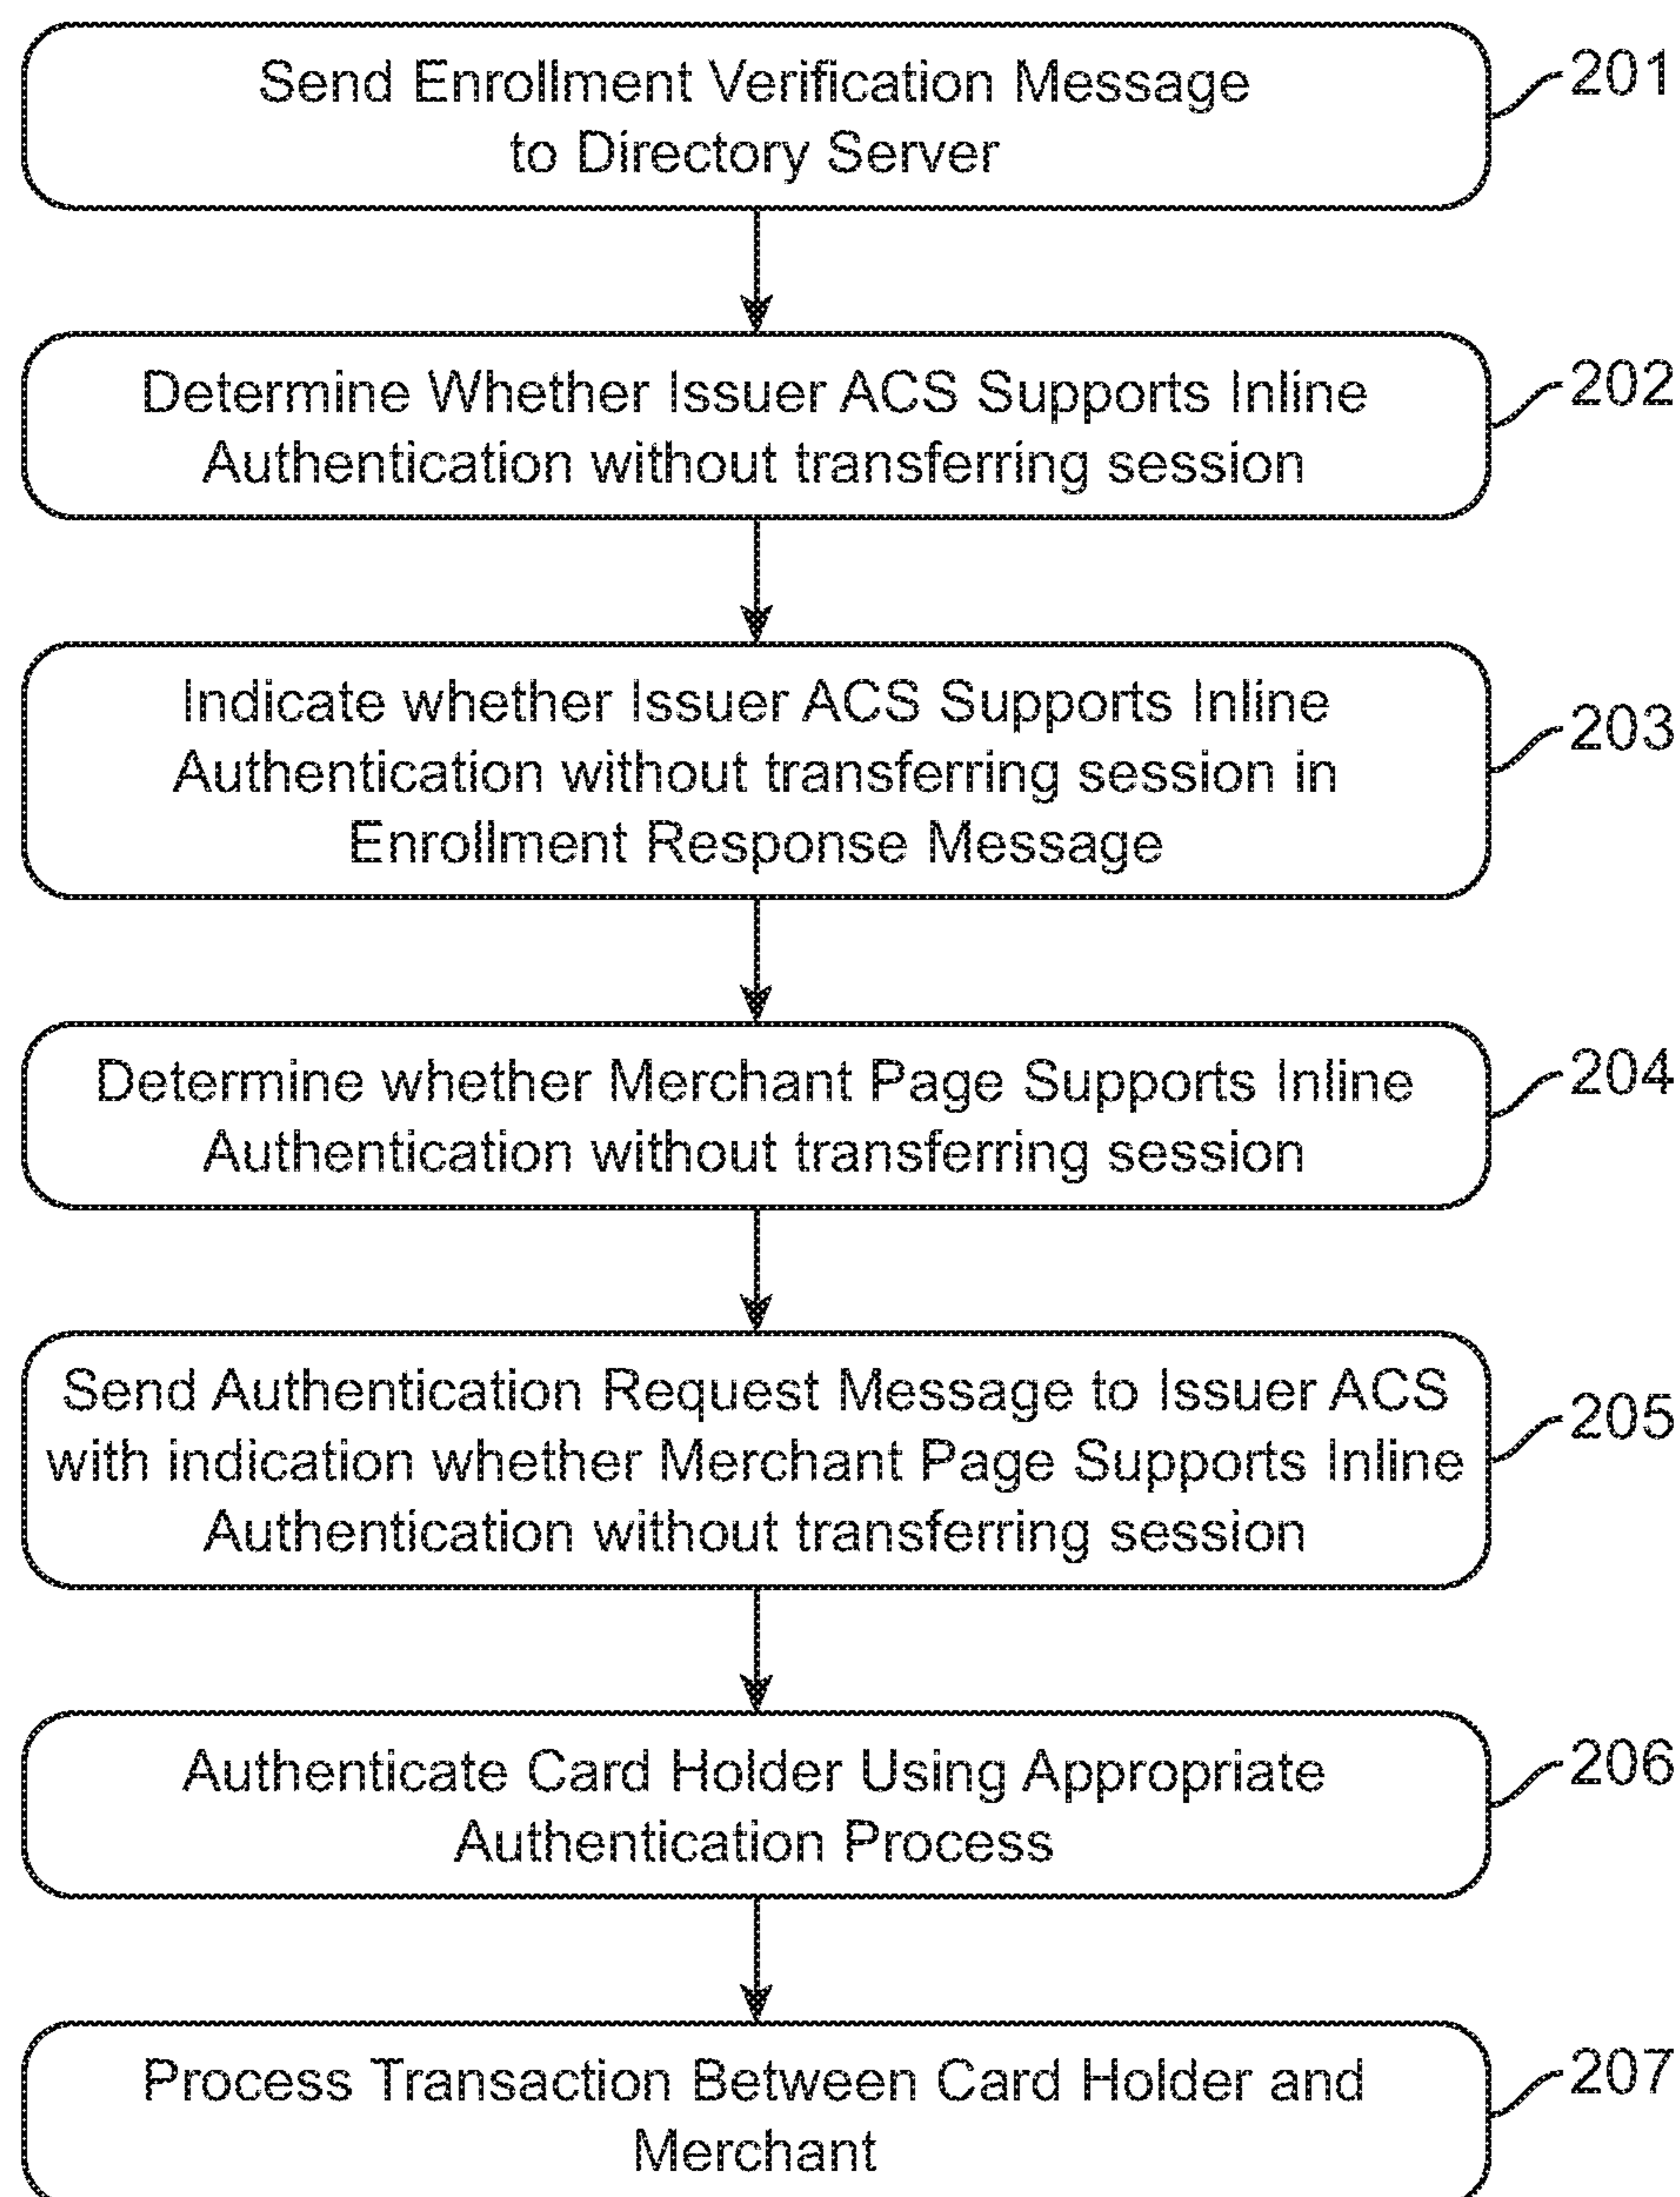 Send Enrollment Verification Message
to Directory Server
201
Determine Whether Issuer ACS Supports Inline
Authentication without transferring session
202
Indicate whether Issuer ACS Supports Inline
Authentication without transferring session in
Enrollment Response Message
203
Determine whether Merchant Page Supports Inline
Authentication without transferring session
204
Send Authentication Request Message to Issuer ACS
with indication whether Merchant Page Supports Inline
Authentication without transferring session
205
Authenticate Card Holder Using Appropriate
Authentication Process
206
Process Transaction Between Card Holder and
Merchant
207